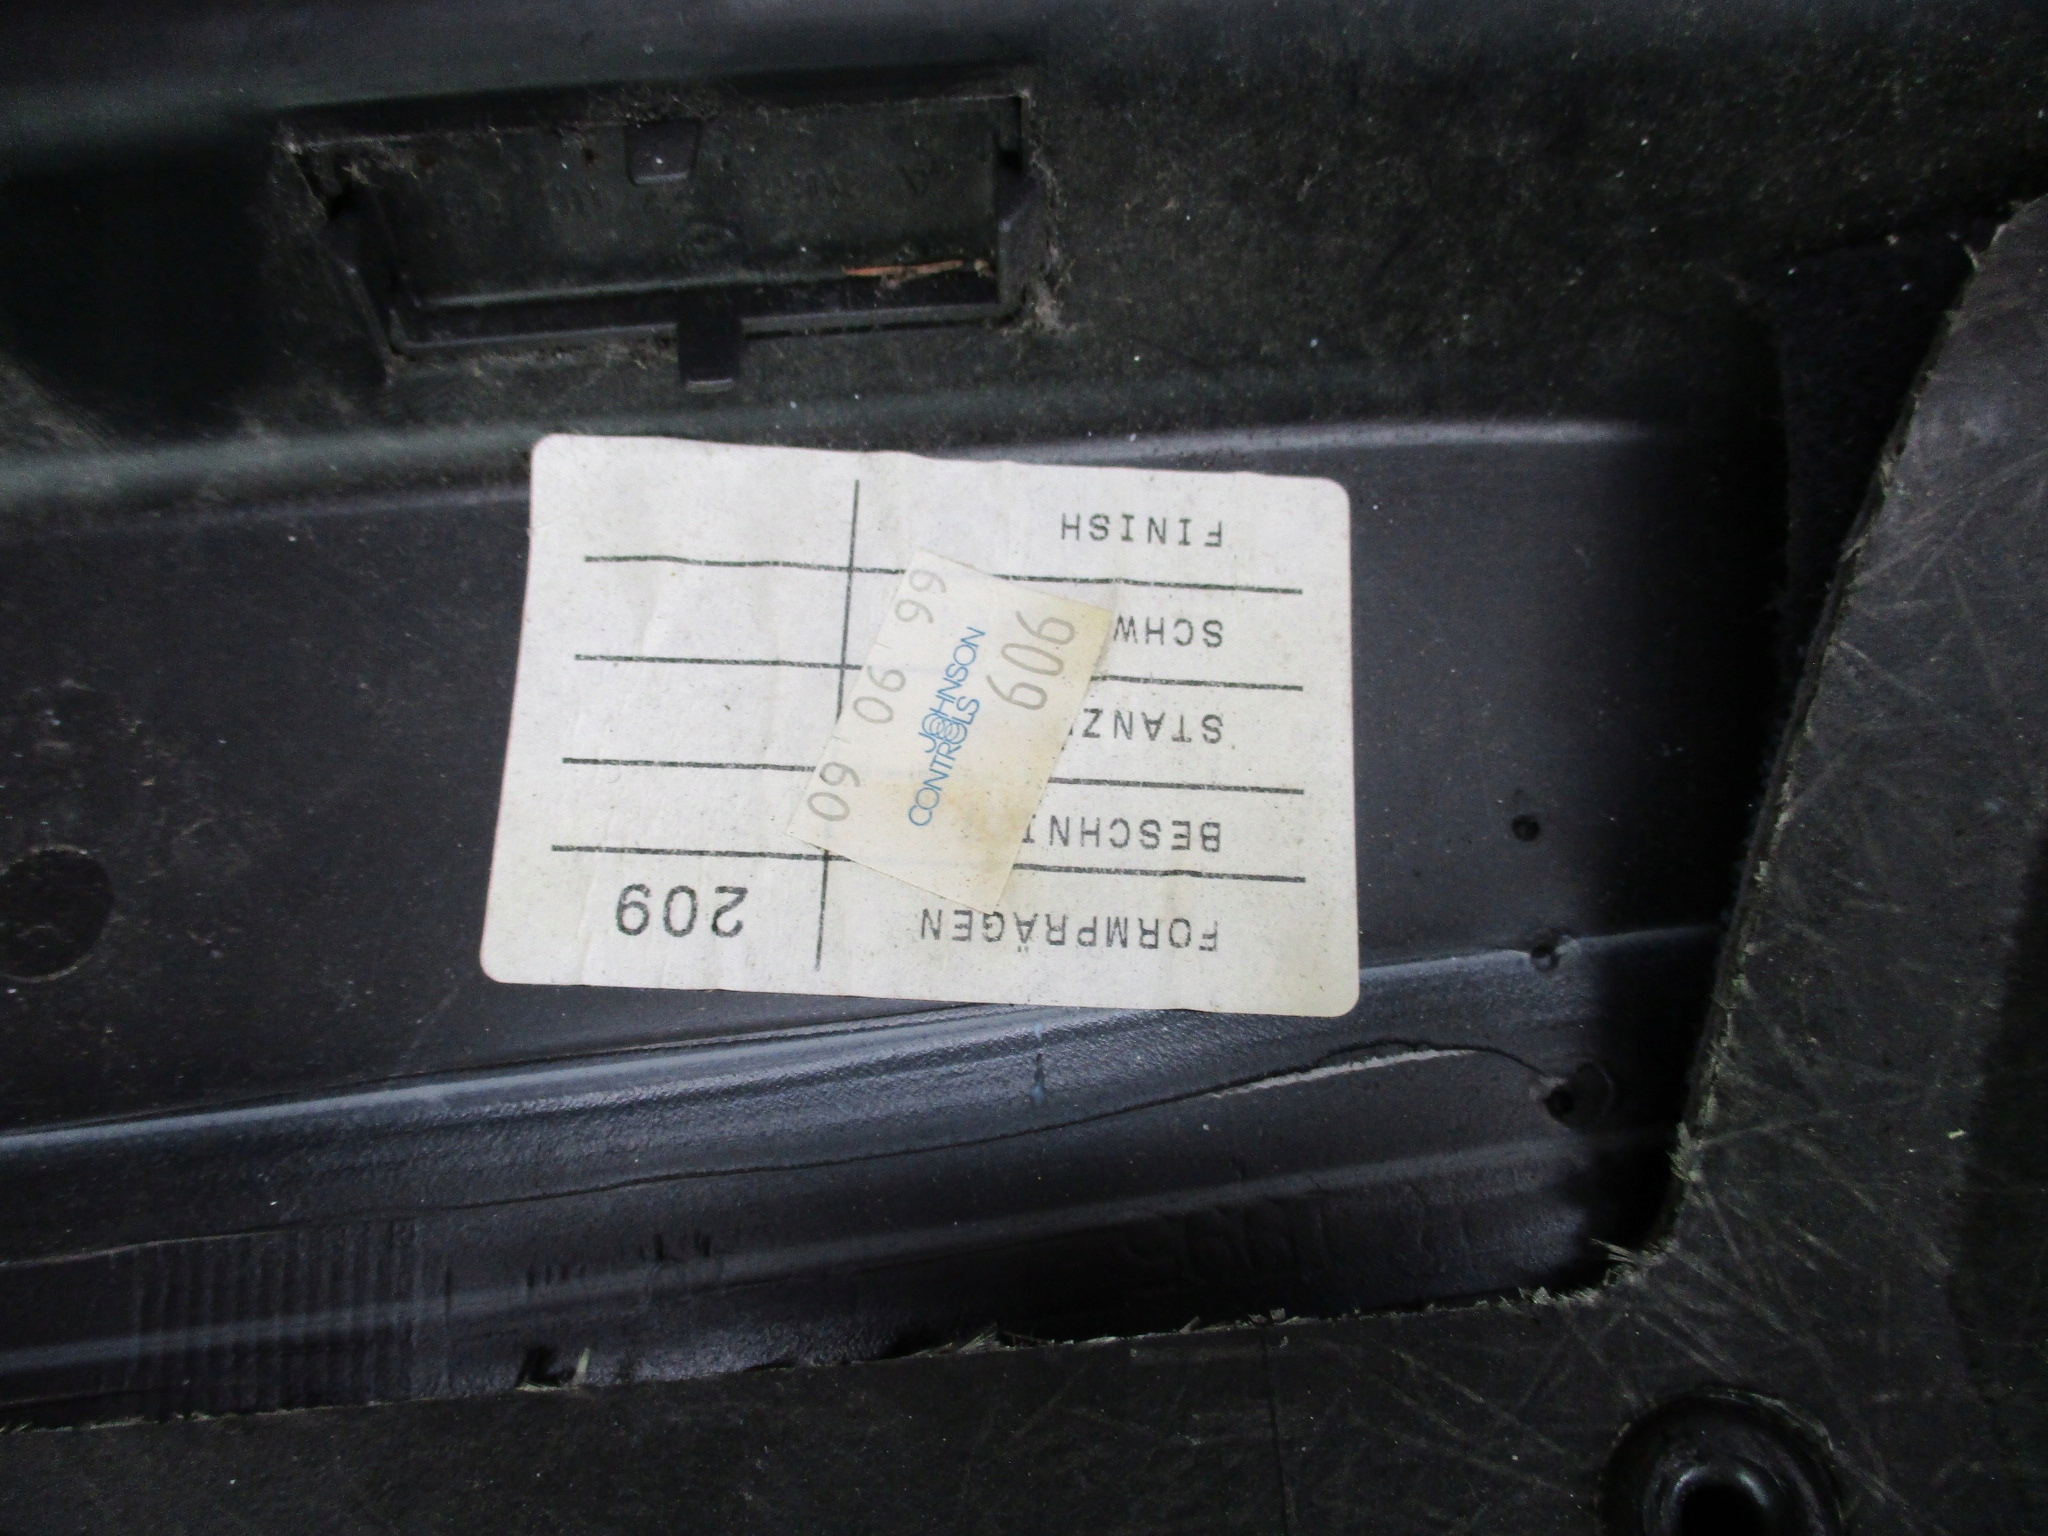 FORMPRÄGEN 209
BESCHNI
STANZ
SCHW
FINISH
09 06 99
JOHNSON
CONTROLS
606